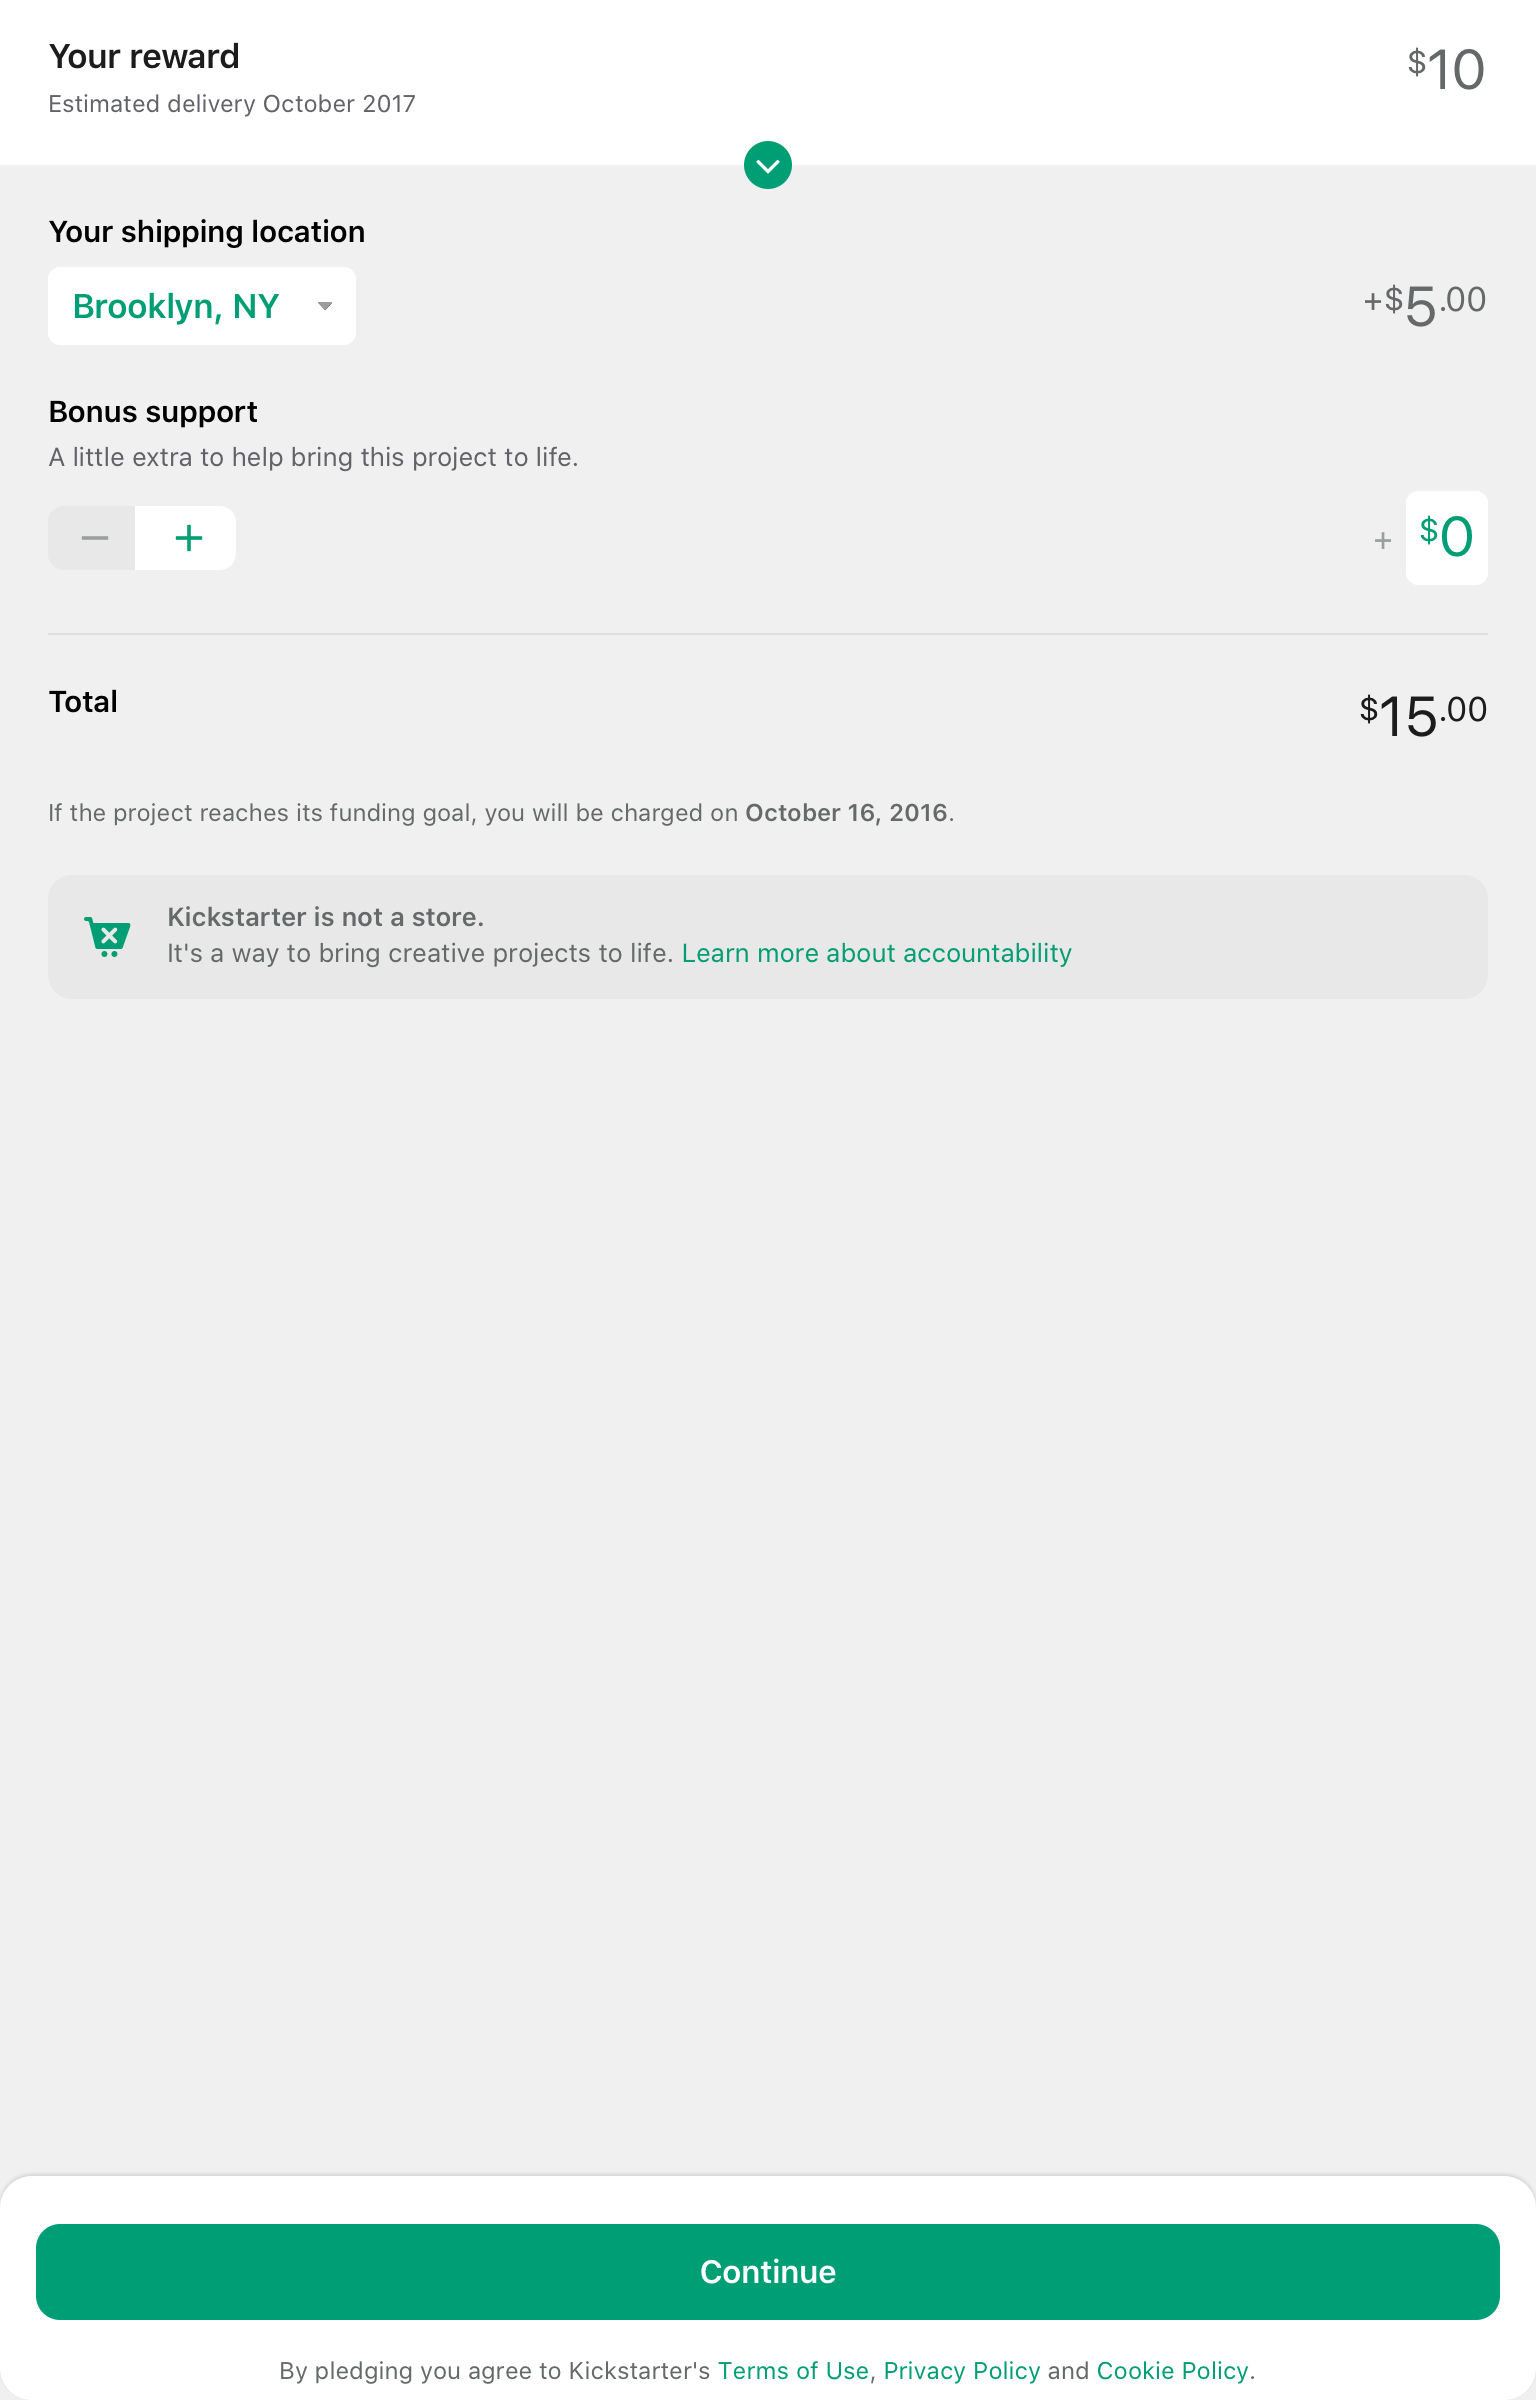 Your reward
$10
Estimated delivery October 2017
Your shipping location
Brooklyn, NY
+$5.00
Bonus support
A little extra to help bring this project to life.
+ $0
Total
$15.00
If the project reaches its funding goal, you will be charged on October 16, 2016.
Kickstarter is not a store.
It's a way to bring creative projects to life. Learn more about accountability
Continue
By pledging you agree to Kickstarter's Terms of Use, Privacy Policy and Cookie Policy.